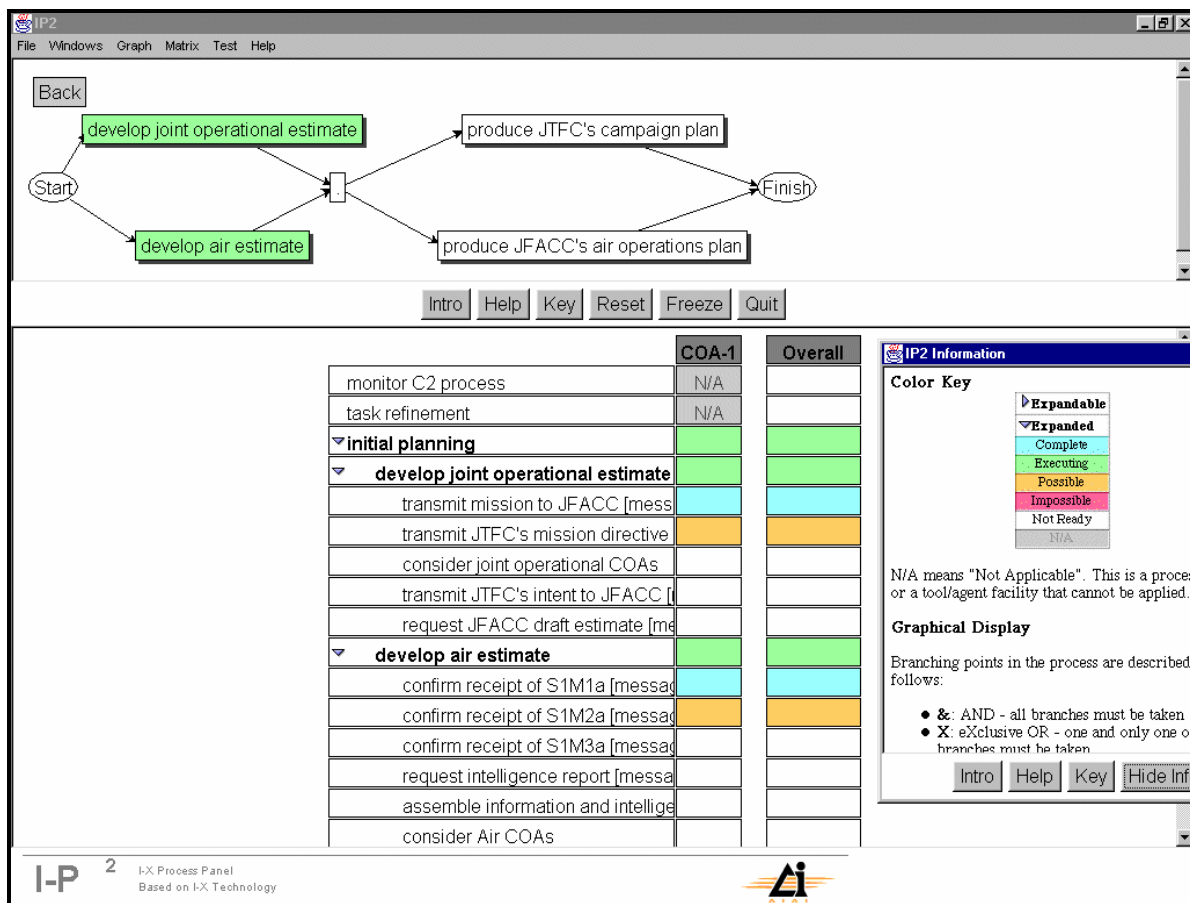 IP2
File Windows Graph Matrix Test Help
Back
develop joint operational estimate
produce JTFC's campaign plan
Start
.
Finish
develop air estimate
produce JFACC's air operations plan
Intro Help Key Reset Freeze Quit
COA-1 Overall
monitor C2 process N/A
task refinement N/A
initial planning
develop joint operational estimate
transmit mission to JFACC [mess
transmit JTFC's mission directive
consider joint operational COAs
transmit JTFC's intent to JFACC [
request JFACC draft estimate [me
develop air estimate
confirm receipt of S1M1a [messag
confirm receipt of S1M2a [messag
confirm receipt of S1M3a [messag
request intelligence report [messa
assemble information and intellige
consider Air COAs
IP2 Information
Color Key
Expandable
Expanded
Complete
Executing
Possible
Impossible
Not Ready
N/A
N/A means "Not Applicable". This is a proces
or a tool/agent facility that cannot be applied.
Graphical Display
Branching points in the process are described
follows:
● &: AND - all branches must be taken
● X: eXclusive OR - one and only one o
branches must be taken
Intro Help Key Hide Inf
I-P 2
I-X Process Panel
Based on I-X Technology
Ai
A I A I